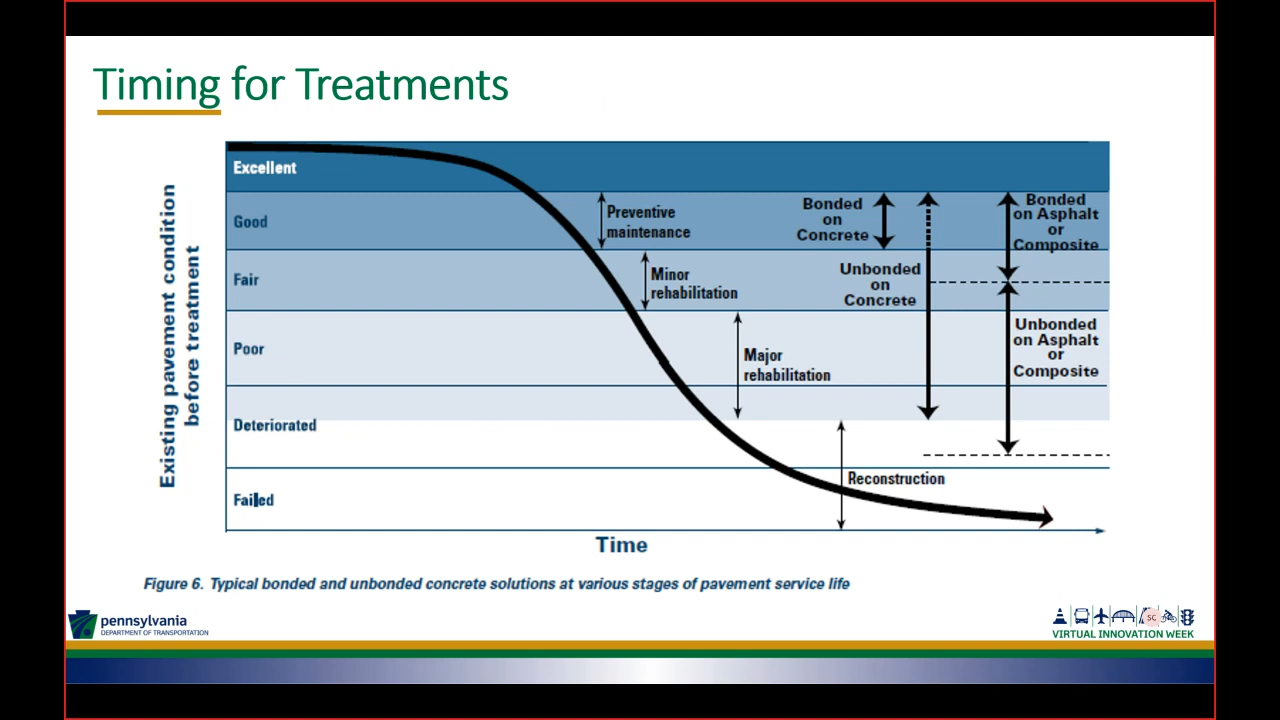 Timing for Treatments
Existing pavement condition
before treatment
Excellent
Good
Fair
Poor
Deteriorated
Failed
Preventive
maintenance
Minor
rehabilitation
Major
rehabilitation
Reconstruction
Bonded
on
Concrete
Unbonded
on
Concrete
Bonded
on Asphalt
or
Composite
Unbonded
on Asphalt
or
Composite
Time
Figure 6. Typical bonded and unbonded concrete solutions at various stages of pavement service life
pennsylvania
DEPARTMENT OF TRANSPORTATION
SC
VIRTUAL INNOVATION WEEK